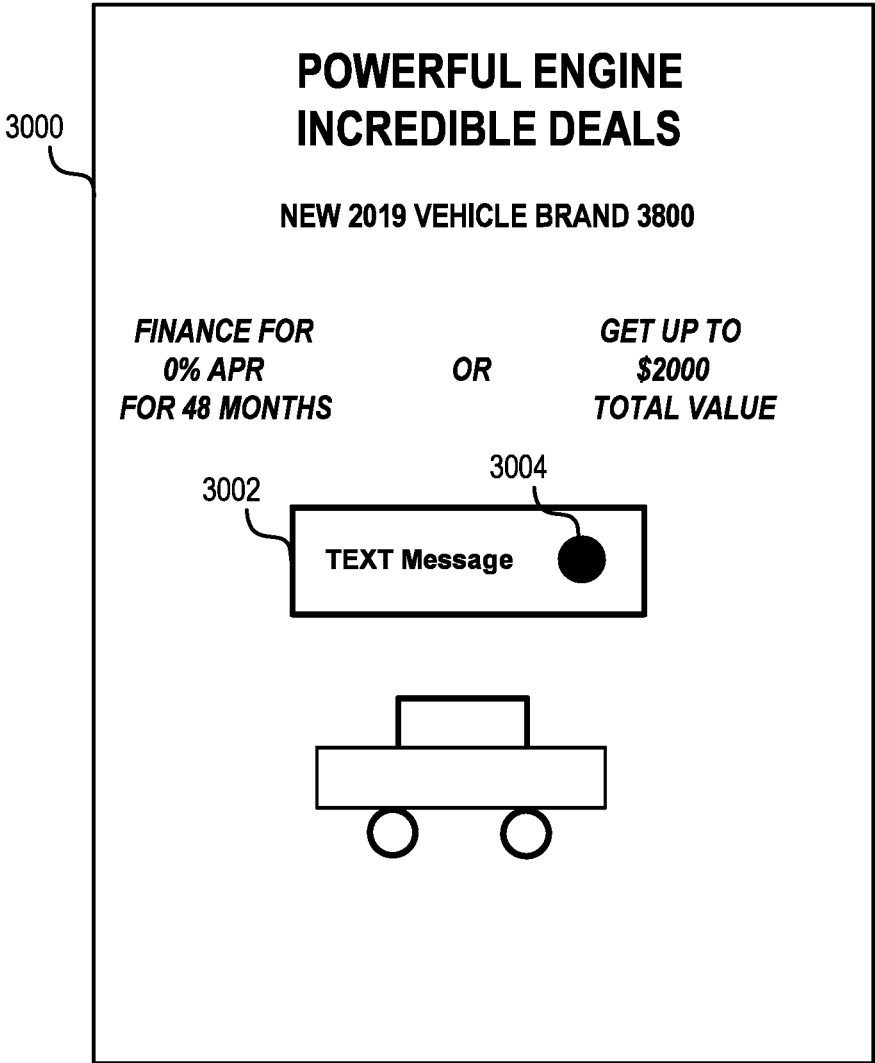 POWERFUL ENGINE
INCREDIBLE DEALS
3000
NEW 2019 VEHICLE BRAND 3800
FINANCE FOR
0% APR
FOR 48 MONTHS
OR
GET UP TO
$2000
TOTAL VALUE
3004
3002
TEXT Message